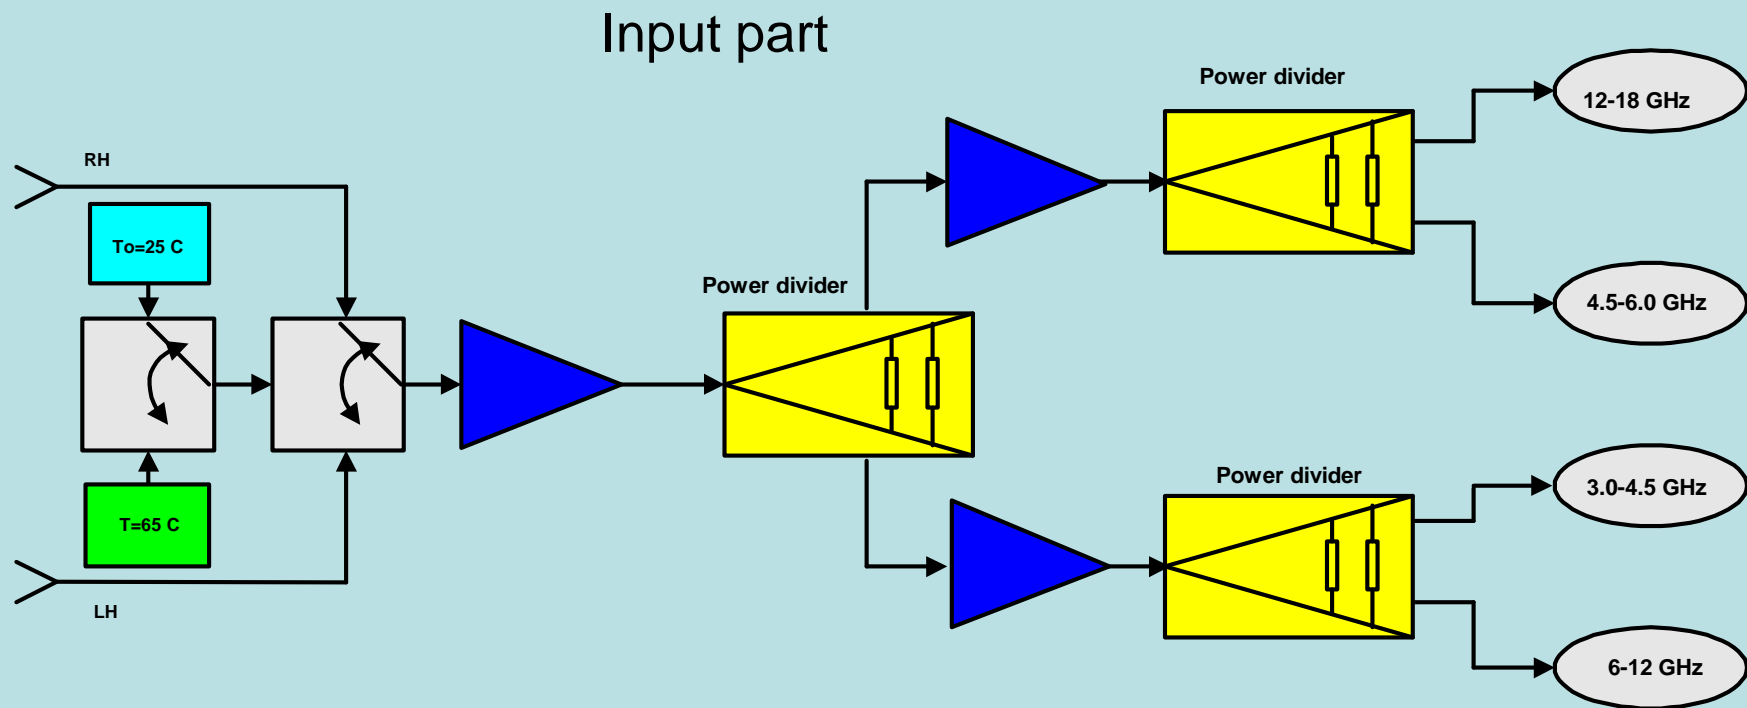 Input part
Power divider
12-18 GHz
RH
To=25 C
Power divider
4.5-6.0 GHz
Power divider
3.0-4.5 GHz
T=65 C
LH
6-12 GHz